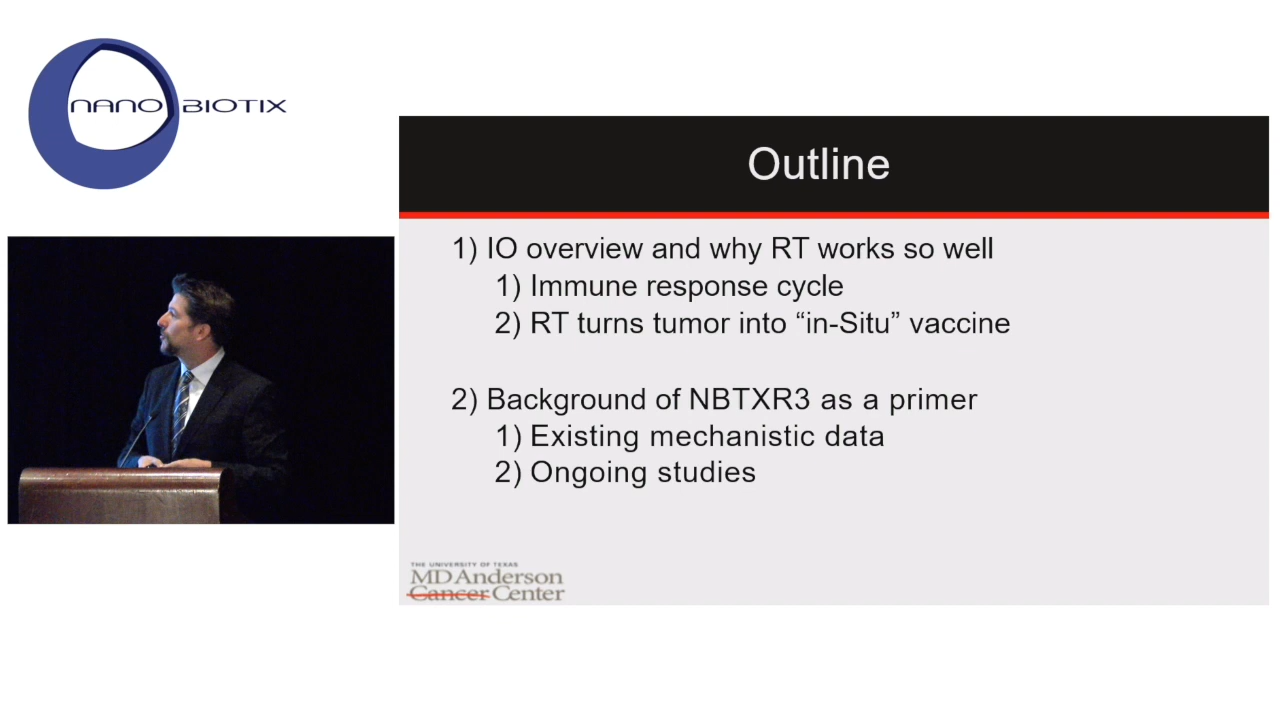 NANOBIOTIX
Outline
1) IO overview and why RT works so well
1) Immune response cycle
2) RT turns tumor into “in-Situ” vaccine
2) Background of NBTXR3 as a primer
1) Existing mechanistic data
2) Ongoing studies
THE UNIVERSITY OF TEXAS
MD Anderson
Cancer Center